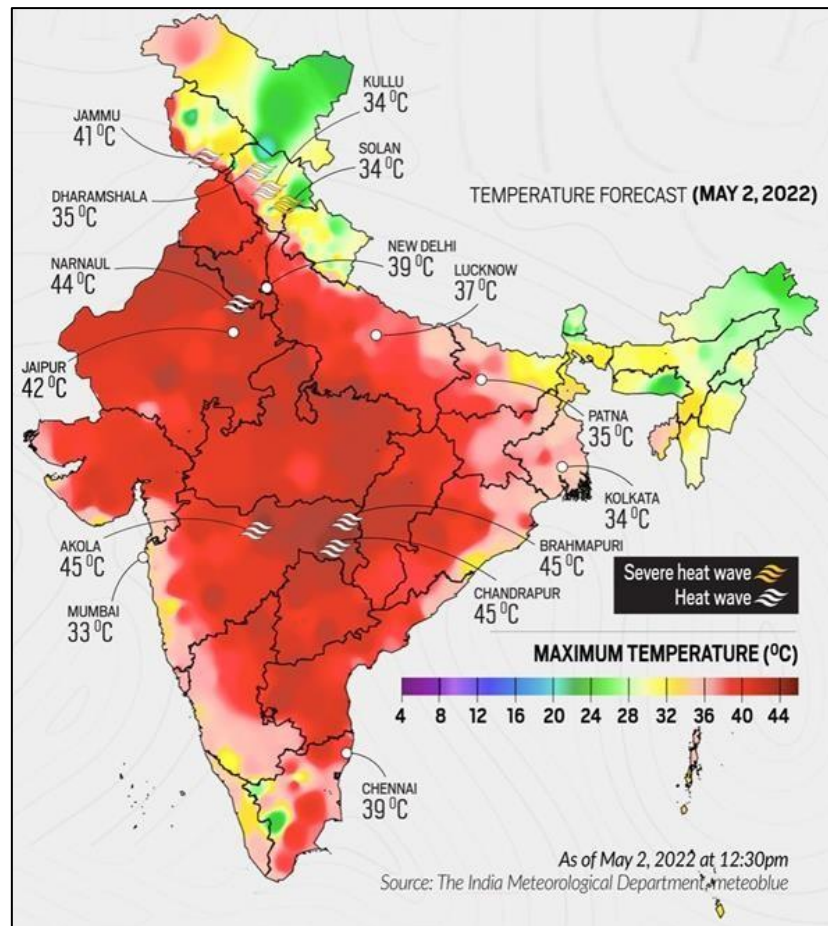 KULLU
34 ⁰C
JAMMU
41 ⁰C
SOLAN
34 ⁰C
DHARAMSHALA
35 ⁰C
TEMPERATURE FORECAST (MAY 2, 2022)
NARNAUL
44 ⁰C
NEW DELHI
39 ⁰C
LUCKNOW
37 ⁰C
JAIPUR
42 ⁰C
PATNA
35 ⁰C
KOLKATA
34 ⁰C
AKOLA
45 ⁰C
BRAHMAPURI
45 ⁰C
CHANDRAPUR
45 ⁰C
MUMBAI
33 ⁰C
Severe heat wave
Heat wave
MAXIMUM TEMPERATURE (⁰C)
4 8 12 16 20 24 28 32 36 40 44
CHENNAI
39 ⁰C
As of May 2, 2022 at 12:30pm
Source: The India Meteorological Department, meteoblue